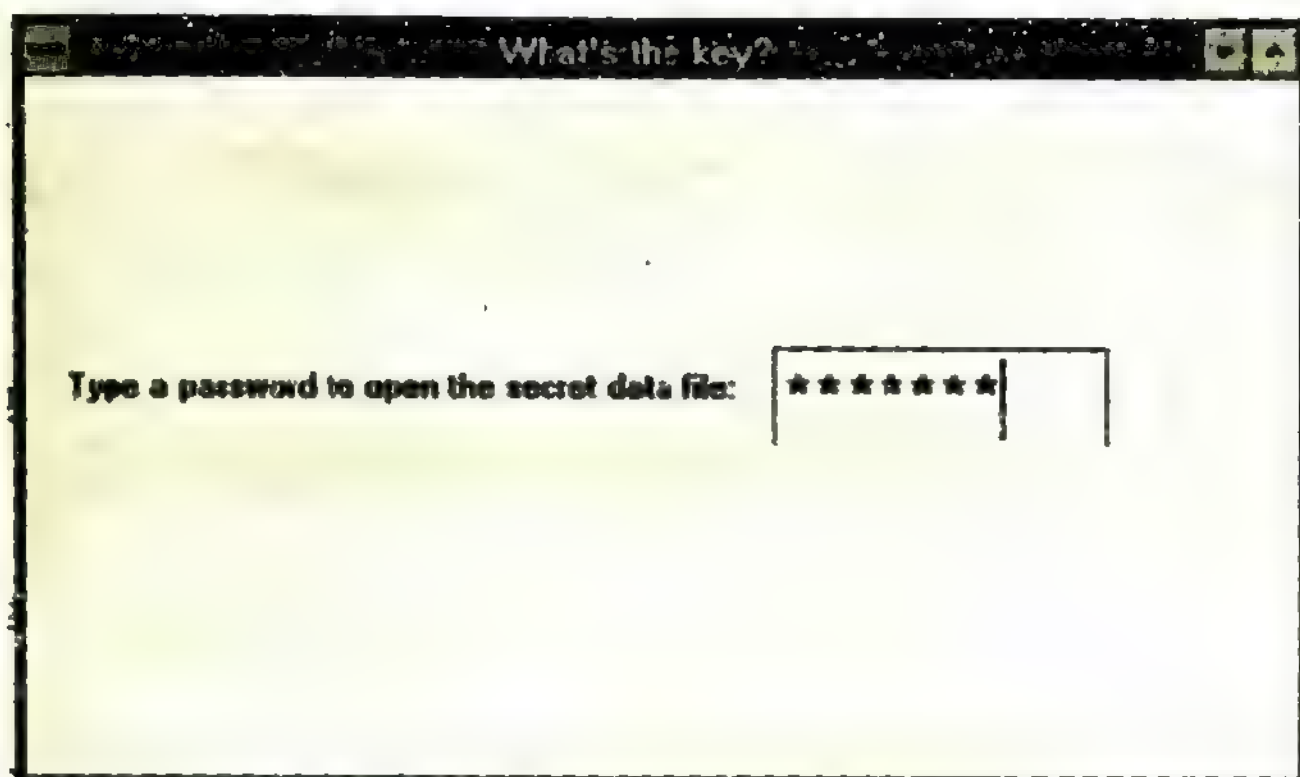 What's the key?
Type a password to open the secret data file: *******